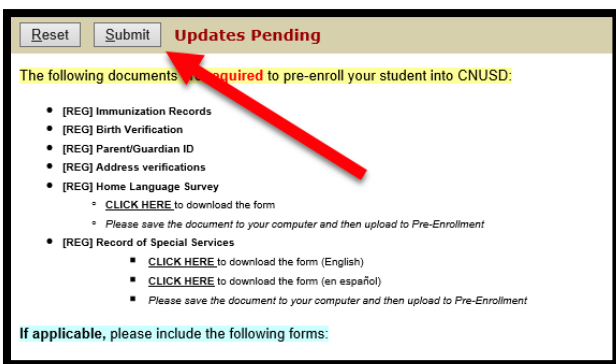 Reset Submit Updates Pending
The following documents required to pre-enroll your student into CNUSD:
[REG] Immunization Records
[REG] Birth Verification
[REG] Parent/Guardian ID
[REG] Address verifications
[REG] Home Language Survey
CLICK HERE to download the form
Please save the document to your computer and then upload to Pre-Enrollment
[REG] Record of Special Services
CLICK HERE to download the form (English)
CLICK HERE to download the form (en español)
Please save the document to your computer and then upload to Pre-Enrollment
If applicable, please include the following forms: